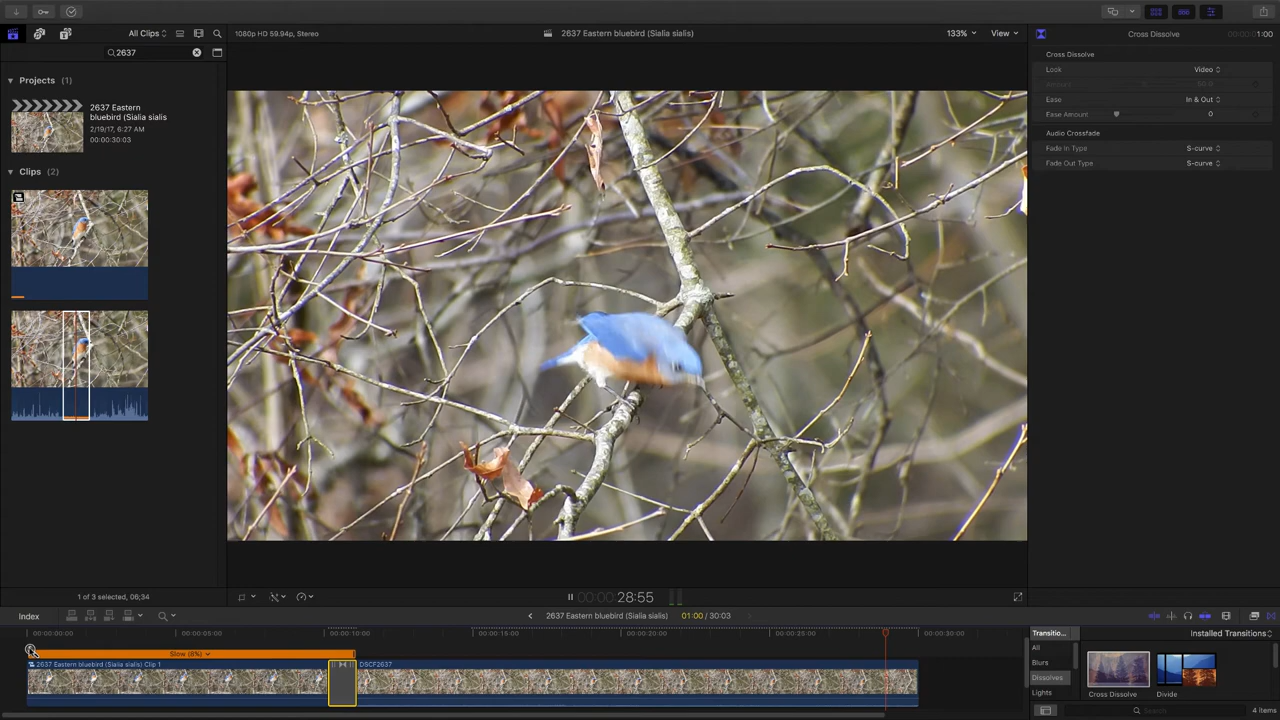 All Clips
2637
1080p HD 59.94p, Stereo
2637 Eastern bluebird (Sialia sialis)
133%
View
Cross Dissolve
1:00
Projects (1)
2637 Eastern
bluebird (Sialia sialis
2/19/17, 6:27 AM
00:00:30:03
Clips (2)
Cross Dissolve
Look
Video
Ease
In & Out
Ease Amount
0
Audio Crossfade
Fade In Type
S-curve
Fade Out Type
S-curve
1 of 3 selected, 06;34
00:00:28:55
Index
2637 Eastern bluebird (Sialia sialis)
01:00 / 30:03
00:00:00:00
00:00:05:00
00:00:10:00
00:00:15:00
00:00:20:00
00:00:25:00
00:00:30:00
Slow (8%)
2637 Eastern bluebird (Sialia sialis) Clip 1
DSCF2637
Transitio...
Installed Transitions
All
Blurs
Dissolves
Lights
Cross Dissolve
Divide
Search
4 items